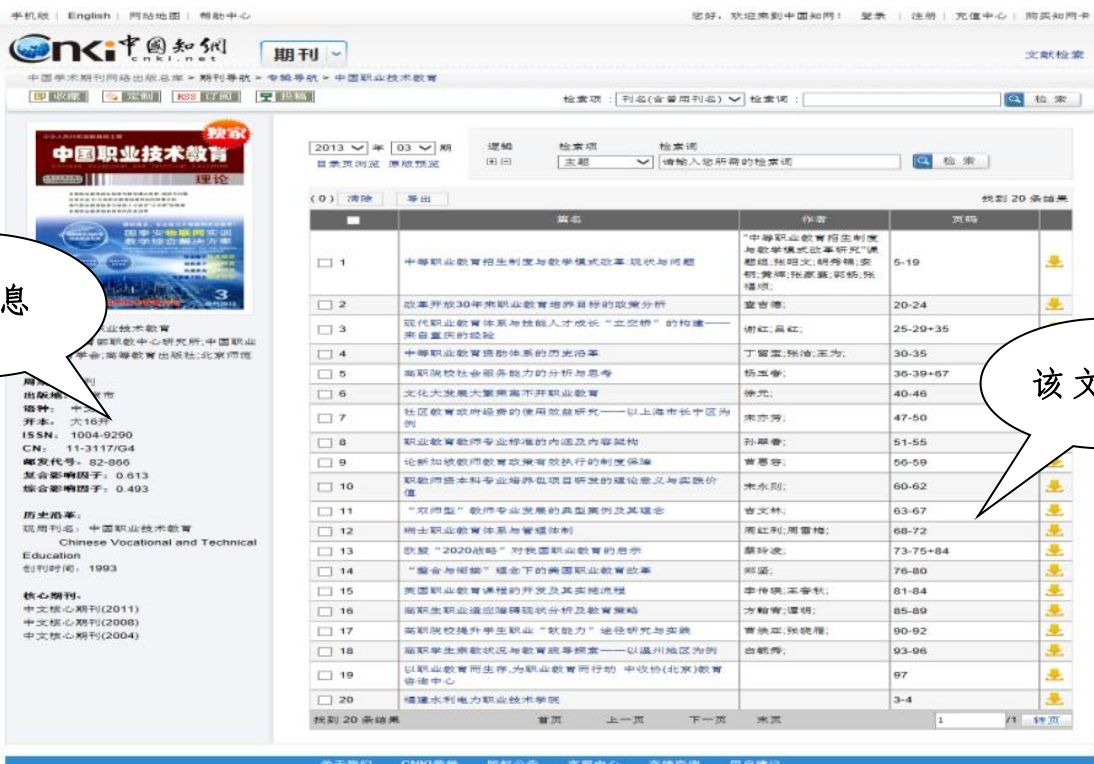 手机版 | English | 网站地图 | 帮助中心
您好，欢迎来到中国知网！ 登录 | 注册 | 充值中心 | 购买知网卡
cnki中国知网
cnki.net
期刊
文献检索
中国学术期刊网络出版总库 > 期刊导航 > 专辑导航 > 中国职业技术教育
收藏 定制 RSS 订阅 投稿
检索项：刊名(含曾用刊名) 检索词： 检索
独家
中国职业技术教育
理论
3
2013 年 03 期
目录页浏览 原版预览
逻辑 检索项 检索词
主题 请输入您所需的检索词 检索
(0) 清除 导出 找到 20 条结果
篇名 作者 页码
1 中等职业教育招生制度与教学模式改革:现状与问题 "中等职业教育招生制度与教学模式改革研究"课题组;张昭文;胡秀锦; 5-19
2 改革开放30年来职业教育培养目标的政策分析 查吉德; 20-24
3 现代职业教育体系与技能人才成长"立交桥"的构建——来自重庆的经验 谢红;吕红; 25-29+35
4 中等职业教育资助体系的历史沿革 丁留宝;张洁;王为; 30-35
5 高职院校社会服务能力的分析与思考 杨玉春; 36-39+67
6 文化大发展大繁荣离不开职业教育 徐元; 40-46
7 社区教育政府经费的使用效益研究——以上海市长宁区为例 宋亦芳; 47-50
8 职业教育教师专业标准的内涵及内容架构 孙翠香; 51-55
9 论新加坡教师教育政策有效执行的制度保障 曹惠容; 56-59
10 职教师资本科专业培养包项目研发的理论意义与实践价值 宋永则; 60-62
11 "双师型"教师专业发展的典型案例及其理念 吉文林; 63-67
12 瑞士职业教育体系与管理体制 周红利;周雪梅; 68-72
13 欧盟"2020战略"对我国职业教育的启示 蔡玲凌; 73-75+84
14 "整合与衔接"理念下的美国职业教育改革 郑坚; 76-80
15 英国职业教育课程的开发及其实施流程 李传瑛;王春秋; 81-84
16 高职生职业适应障碍现状分析及教育策略 方翰青;谭明; 85-89
17 高职院校提升学生职业"软能力"途径研究与实践 曹焕亚;张晓雁; 90-92
18 高职学生宗教状况与教育疏导探索——以温州地区为例 白毓秀; 93-96
19 以职业教育而生存,为职业教育而行动 中收协(北京)教育咨询中心 97
20 福建水利电力职业技术学院 3-4
找到 20 条结果 首页 上一页 下一页 末页 1 /1 转页
息
该文
业技术教育
育部职教中心研究所;中国职业
学会;高等教育出版社;北京师范
周
出版地: 京市
语种: 中文
开本: 大16开
ISSN: 1004-9290
CN: 11-3117/G4
邮发代号: 82-866
复合影响因子: 0.613
综合影响因子: 0.493
历史沿革:
现用刊名: 中国职业技术教育
Chinese Vocational and Technical
Education
创刊时间: 1993
核心期刊:
中文核心期刊(2011)
中文核心期刊(2008)
中文核心期刊(2004)